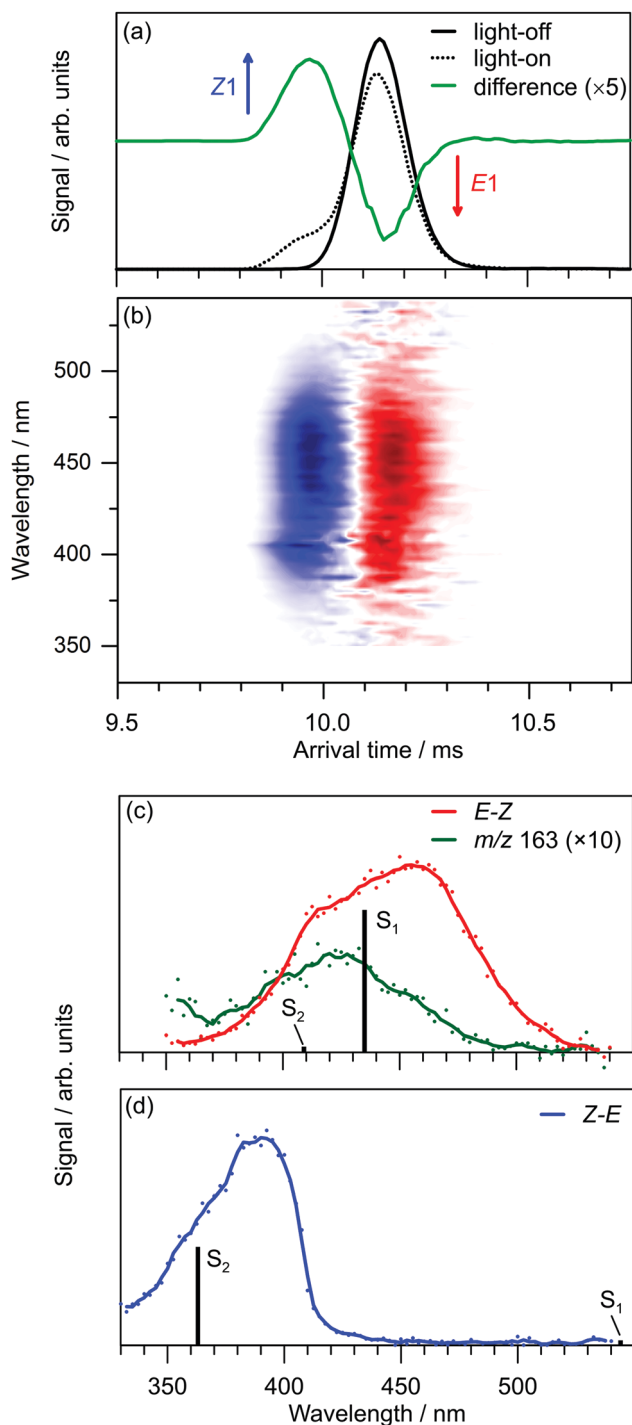 (a)
light-off
light-on
difference (×5)
Z1
E1
Signal / arb. units
(b)
500
450
400
350
Wavelength / nm
9.5
10.0
10.5
Arrival time / ms
(c)
E-Z
m/z 163 (×10)
S1
S2
Signal / arb. units
(d)
Z-E
S2
S1
350
400
450
500
Wavelength / nm